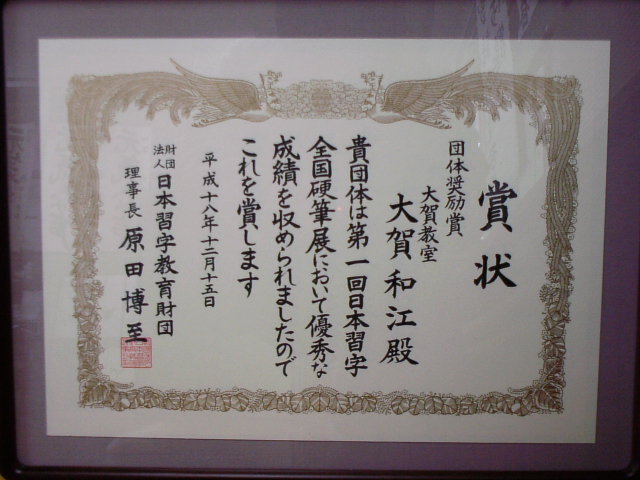 賞状
団体奨励賞
大賀教室
大賀和江殿
貴団体は第一回日本習字
全国硬筆展において優秀な
成績を収められましたので
これを賞します
平成十八年十二月十五日
財団法人日本習字教育財団
理事長 原田博至